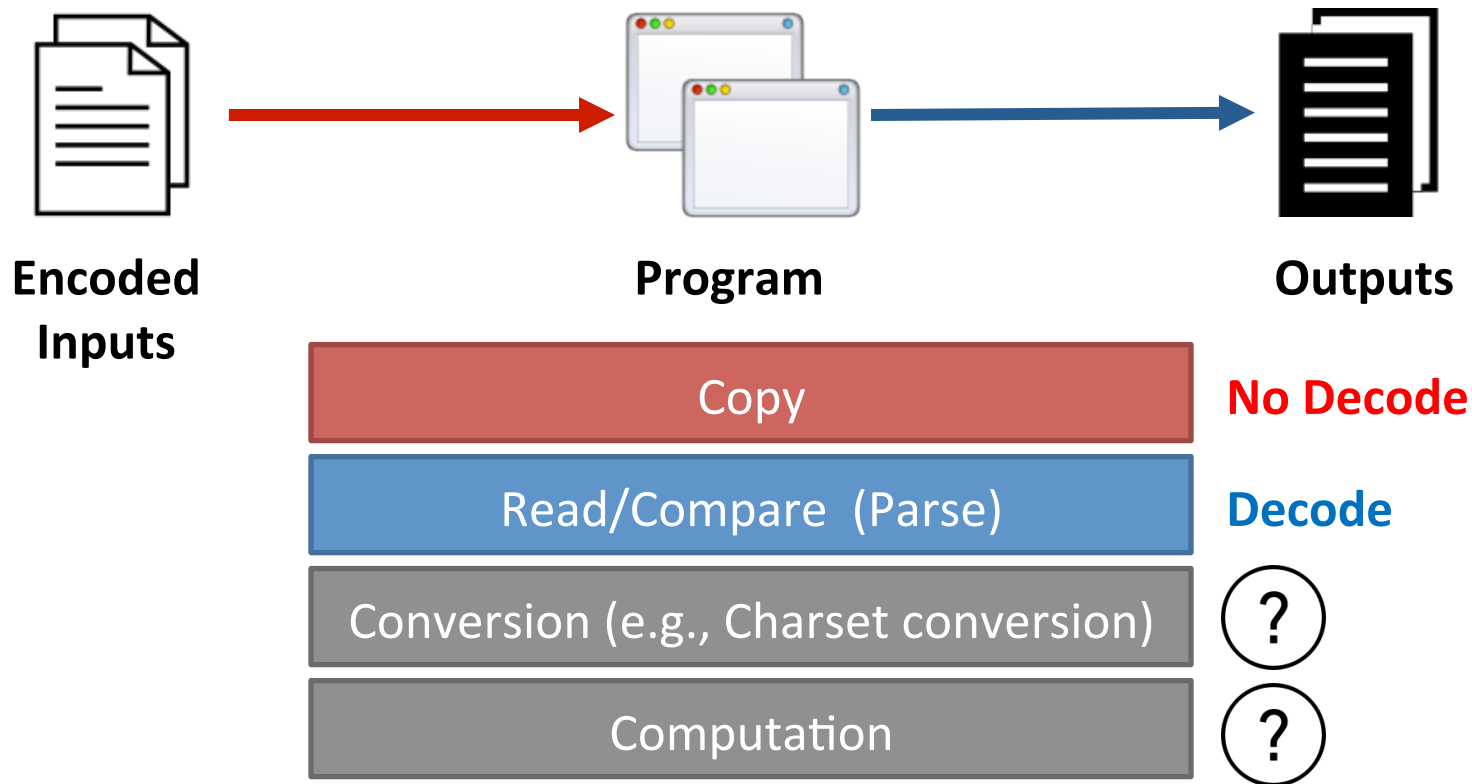 Encoded
Inputs
Program
Outputs
Copy
No Decode
Read/Compare (Parse)
Decode
Conversion (e.g., Charset conversion)
?
Computation
?